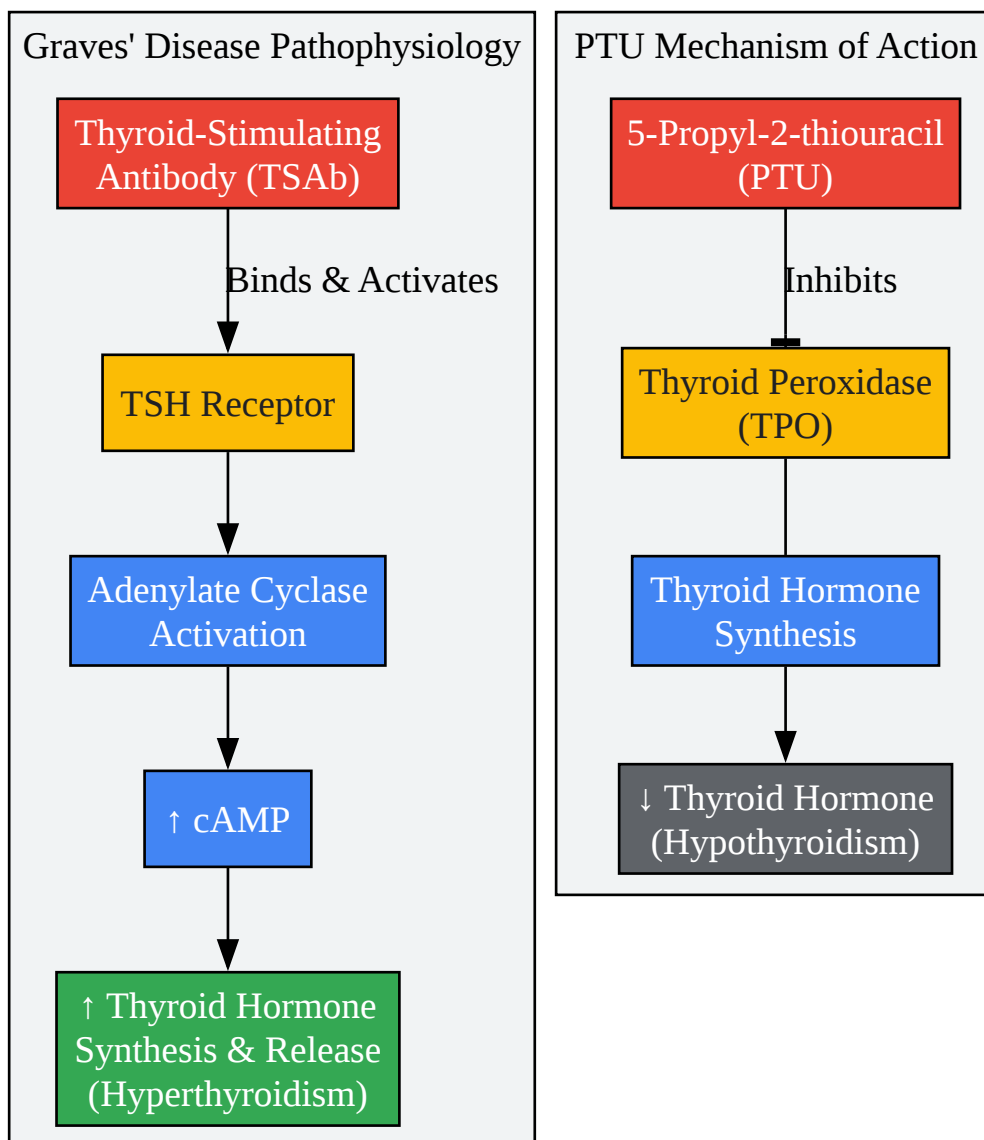 Graves' Disease Pathophysiology
Thyroid-Stimulating
Antibody (TSAb)
Binds & Activates
TSH Receptor
Adenylate Cyclase
Activation
↑ cAMP
↑ Thyroid Hormone
Synthesis & Release
(Hyperthyroidism)
PTU Mechanism of Action
5-Propyl-2-thiouracil
(PTU)
Inhibits
Thyroid Peroxidase
(TPO)
Thyroid Hormone
Synthesis
↓ Thyroid Hormone
(Hypothyroidism)